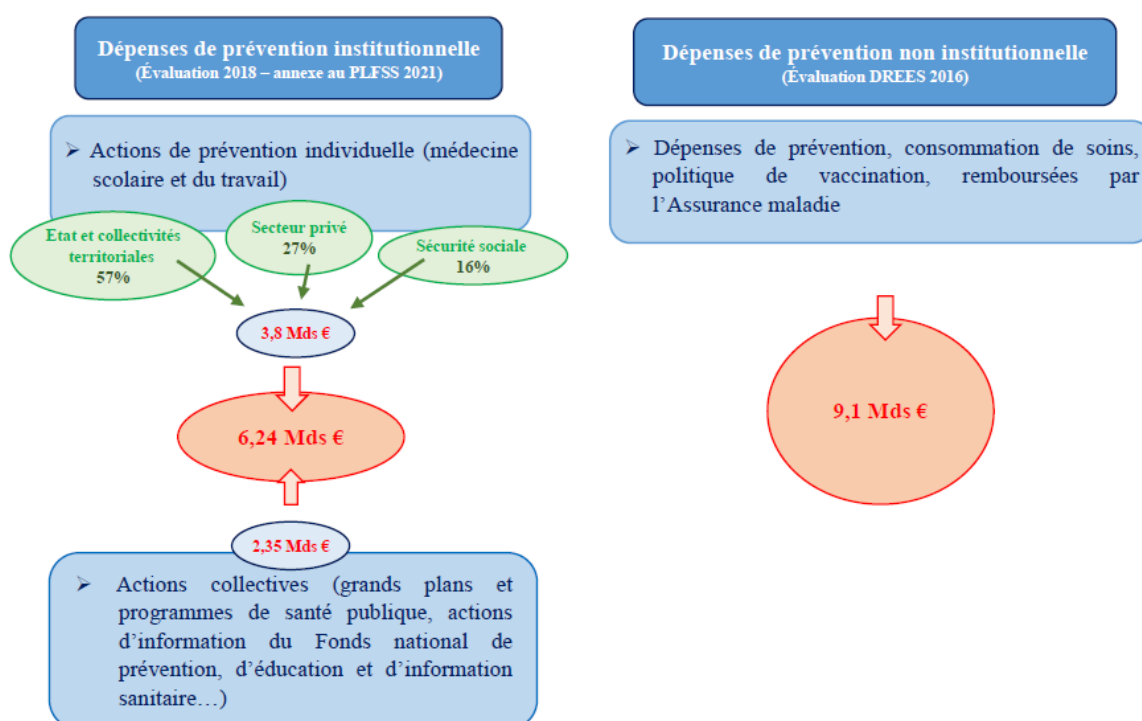 Dépenses de prévention institutionnelle
(Évaluation 2018 – annexe au PLFSS 2021)
➤ Actions de prévention individuelle (médecine
scolaire et du travail)
Etat et collectivités
territoriales
57%
Secteur privé
27%
Sécurité sociale
16%
3,8 Mds €
6,24 Mds €
2,35 Mds €
➤ Actions collectives (grands plans et
programmes de santé publique, actions
d’information du Fonds national de
prévention, d’éducation et d’information
sanitaire…)
Dépenses de prévention non institutionnelle
(Évaluation DREES 2016)
➤ Dépenses de prévention, consommation de soins,
politique de vaccination, remboursées par
l’Assurance maladie
9,1 Mds €